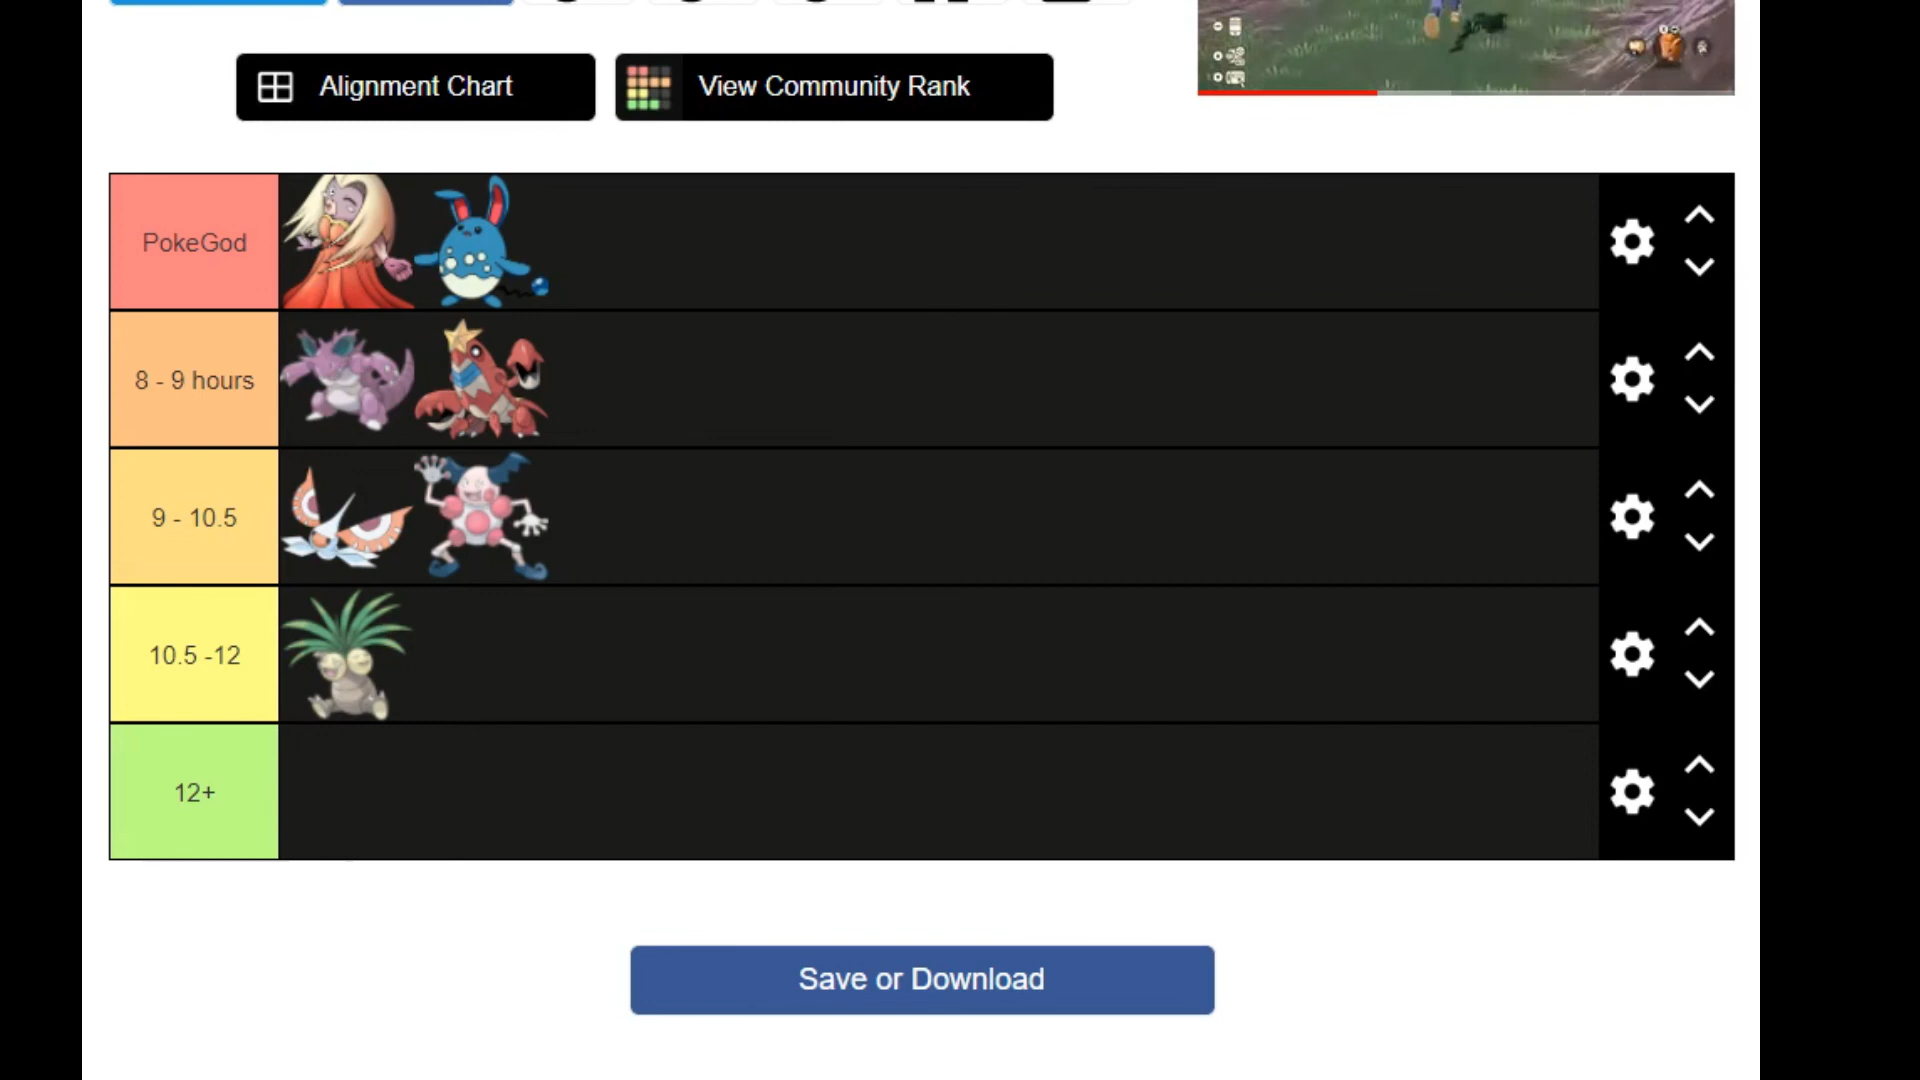 Alignment Chart
View Community Rank
PokeGod
8 - 9 hours
9 - 10.5
10.5 -12
12+
Save or Download